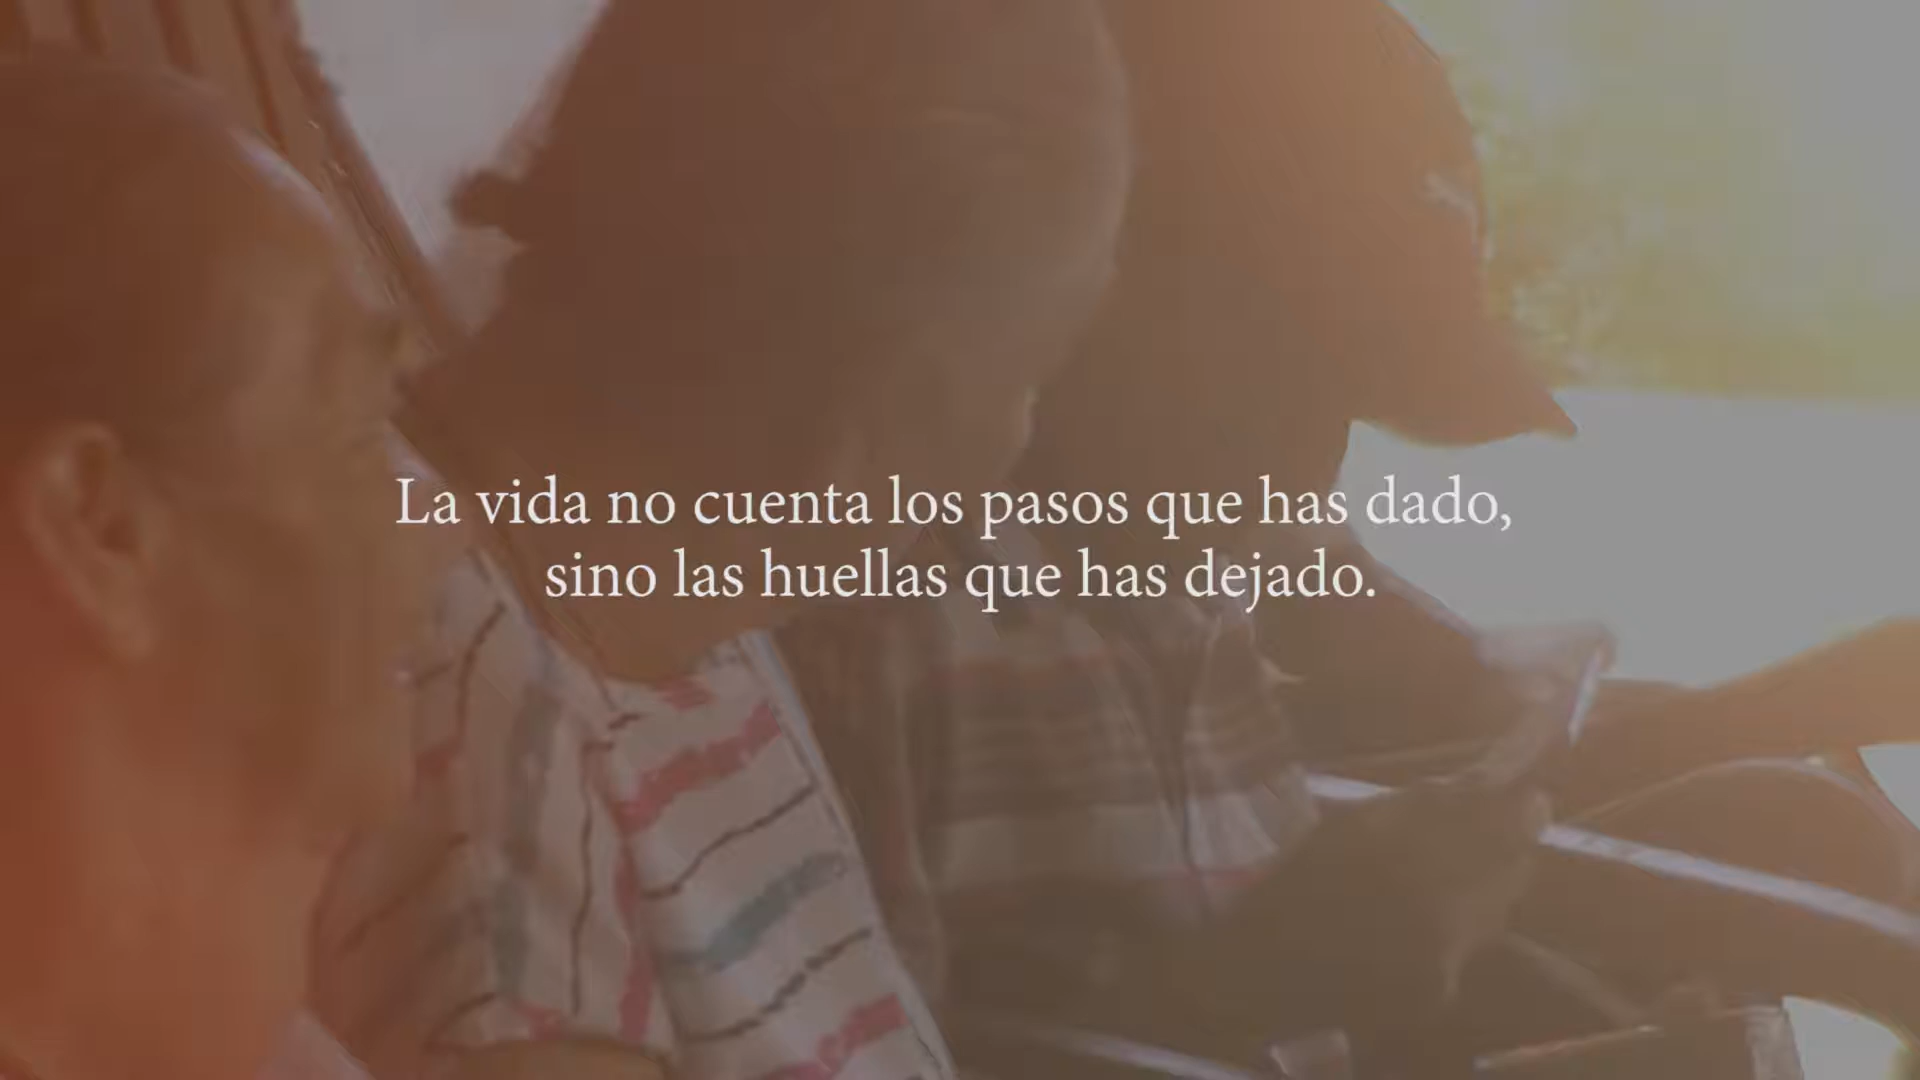 La vida no cuenta los pasos que has dado,
sino las huellas que has dejado.